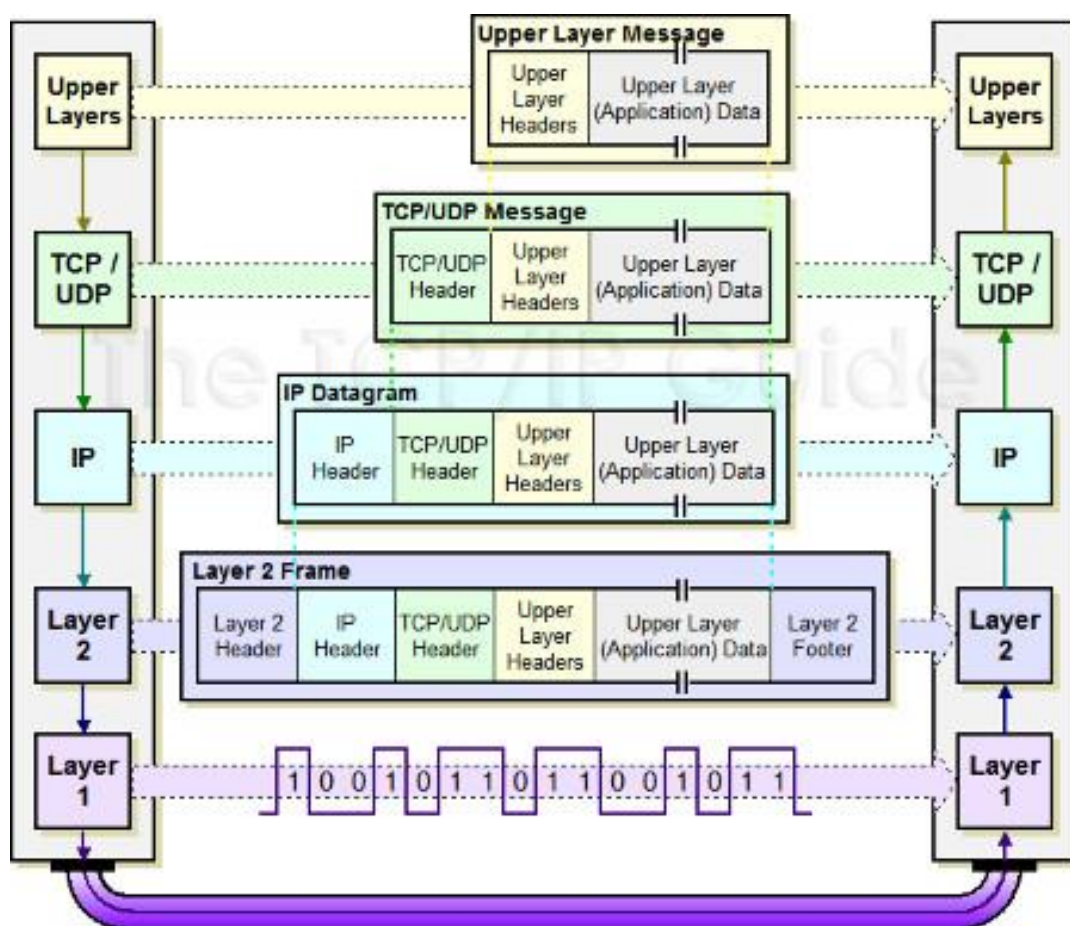 Upper Layer Message
Upper
Layers
Upper
Layer
Headers
Upper Layer
(Application) Data
Upper
Layers
TCP/UDP Message
TCP /
UDP
TCP/UDP
Header
Upper
Layer
Headers
Upper Layer
(Application) Data
TCP /
UDP
The TCP/IP Guide
IP Datagram
IP
IP
Header
TCP/UDP
Header
Upper
Layer
Headers
Upper Layer
(Application) Data
IP
Layer 2 Frame
Layer
2
Layer 2
Header
IP
Header
TCP/UDP
Header
Upper
Layer
Headers
Upper Layer
(Application) Data
Layer 2
Footer
Layer
2
Layer
1
1 0 0 1 0 1 1 0 1 1 0 0 1 0 1 1
Layer
1